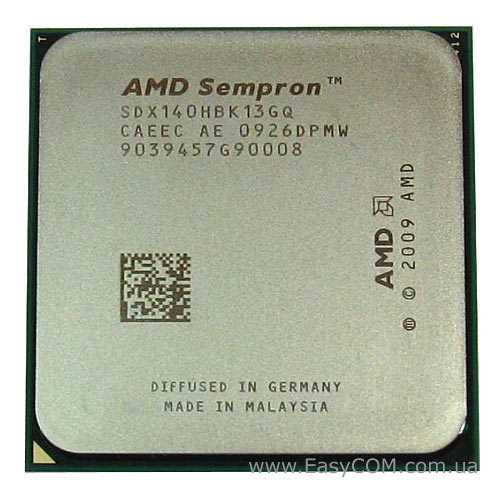 AMD Sempron™
SDX140HBK13GQ
CAEEC AE 0926DPMW
9039457G90008
AMD
ⓜ © 2009 AMD
DIFFUSED IN GERMANY
MADE IN MALAYSIA
T
412
www.EasyCOM.com.ua